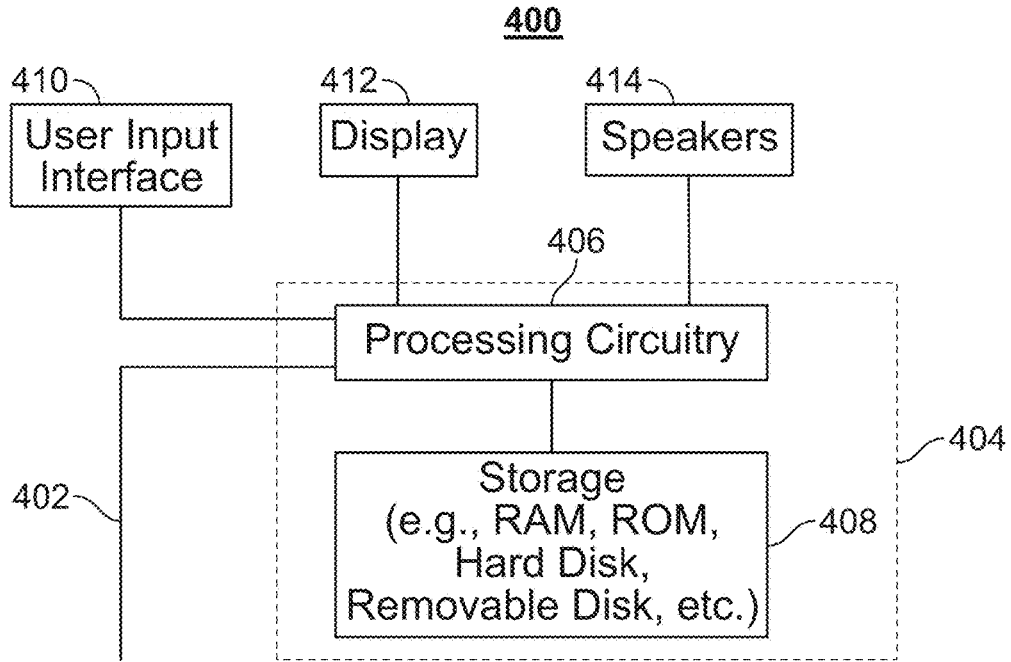 400
410
412
414
User Input
Interface
Display
Speakers
406
Processing Circuitry
404
402
Storage
(e.g., RAM, ROM,
Hard Disk,
Removable Disk, etc.)
408